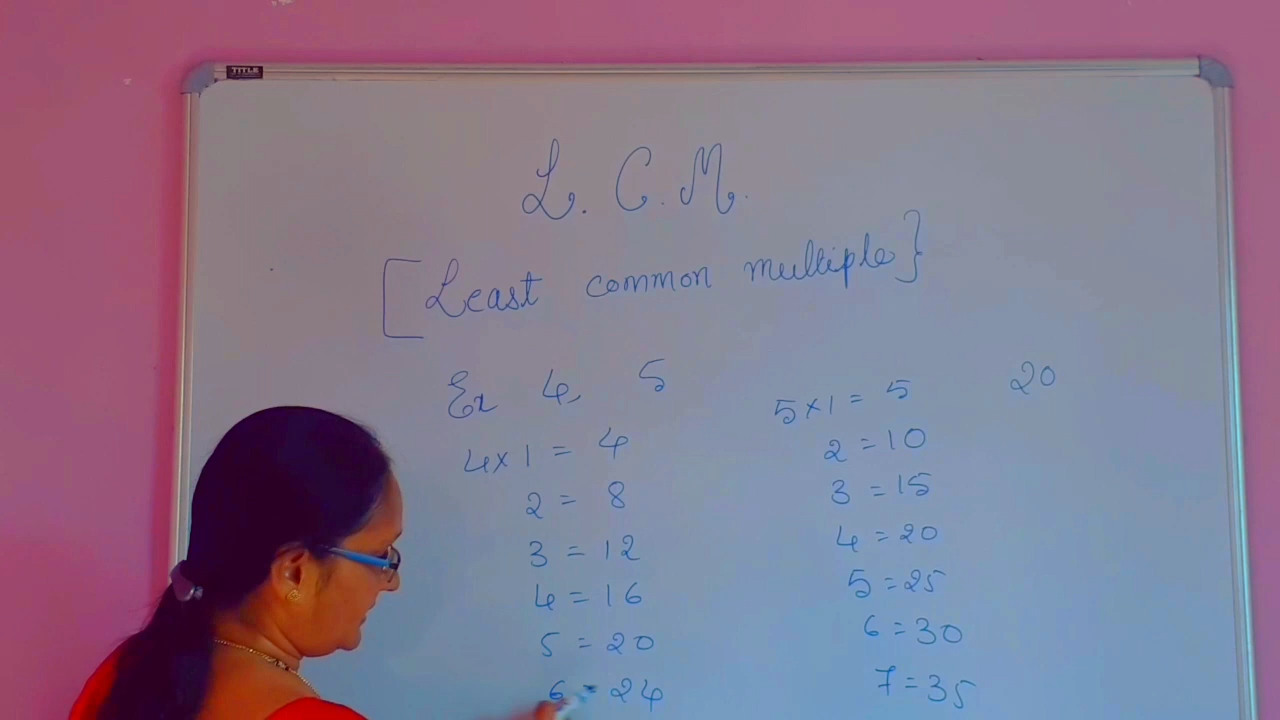 TITLE
L. C. M.
[Least common multiple}
Ex 4, 5
4×1 = 4
2 = 8
3 = 12
4 = 16
5 = 20
6 = 24
5×1 = 5
2 = 10
3 = 15
4 = 20
5 = 25
6 = 30
7 = 35
20